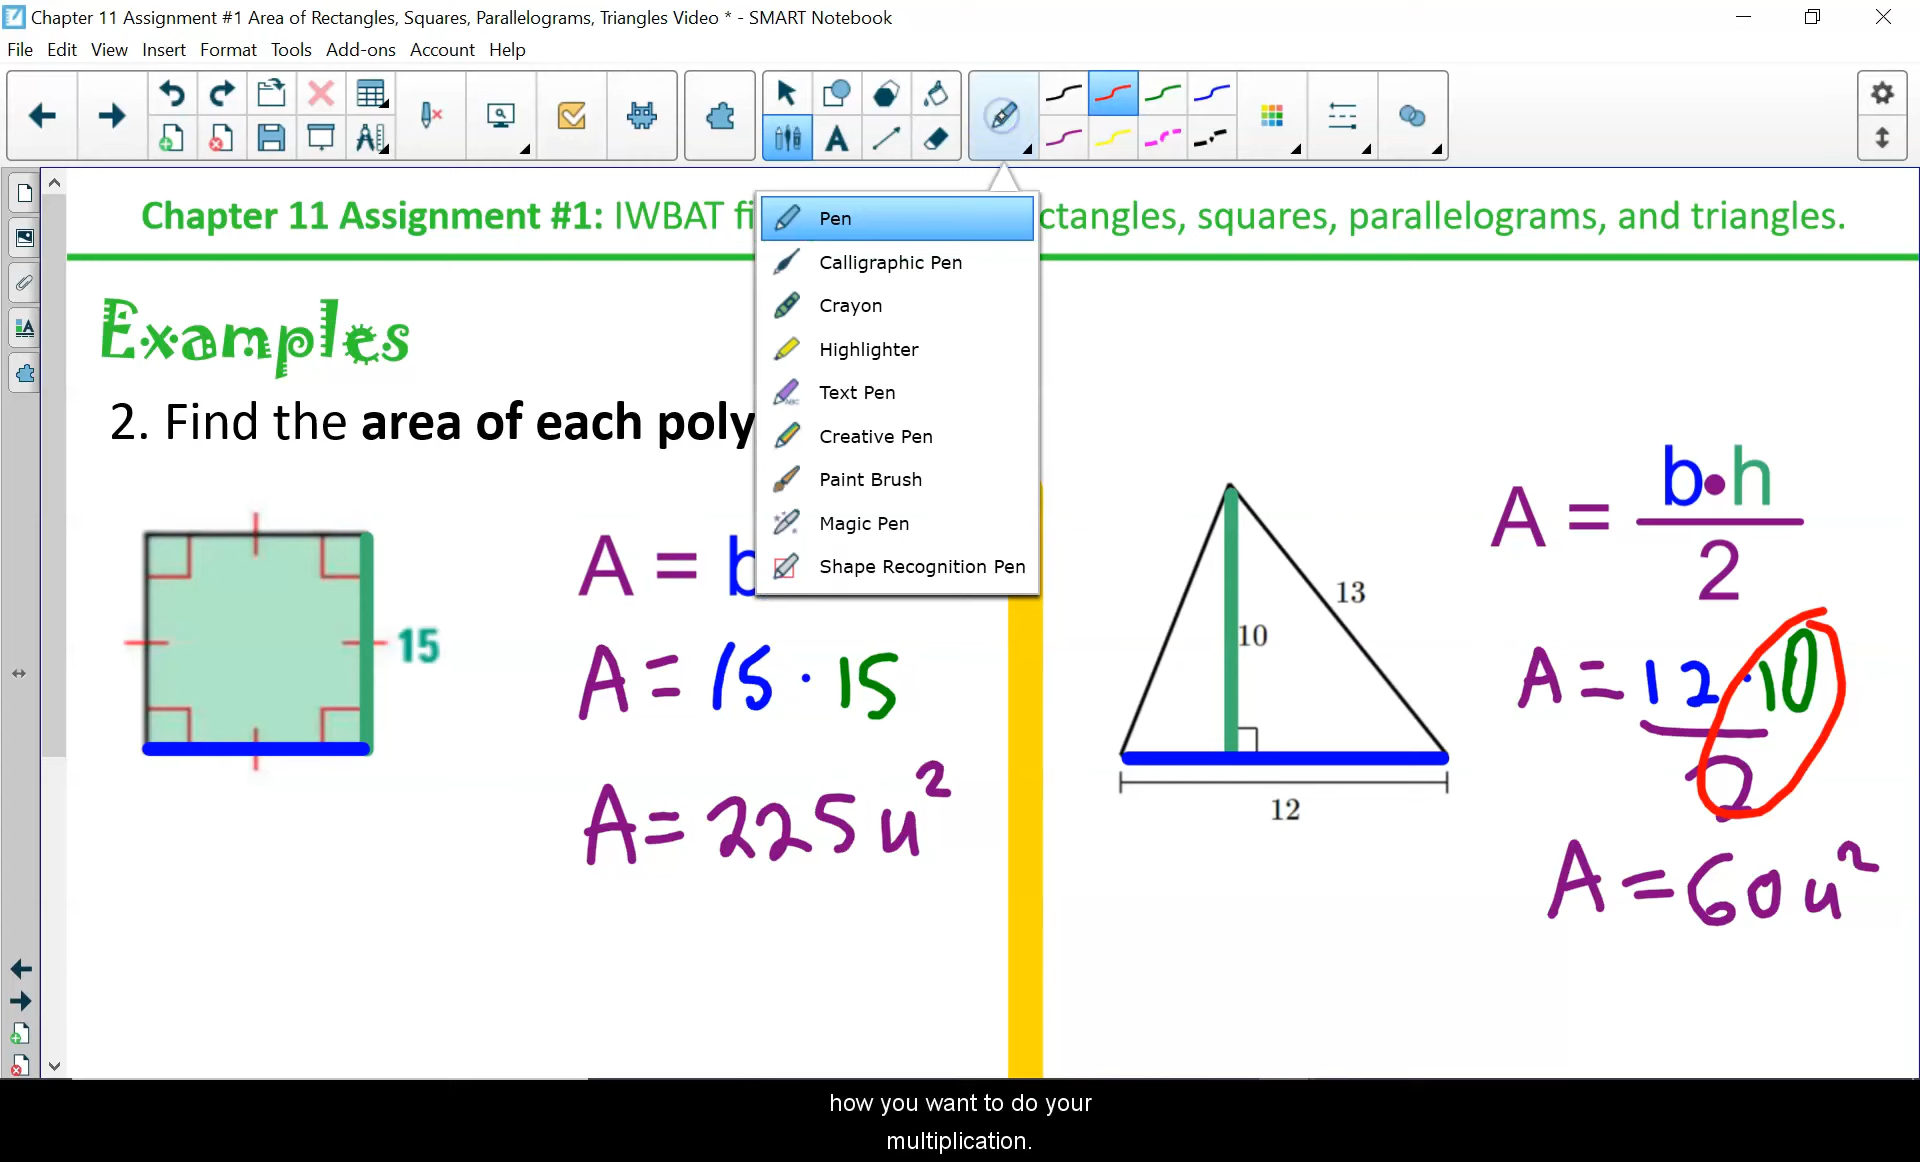 Chapter 11 Assignment #1 Area of Rectangles, Squares, Parallelograms, Triangles Video * - SMART Notebook
File Edit View Insert Format Tools Add-ons Account Help
Chapter 11 Assignment #1: IWBAT fi ctangles, squares, parallelograms, and triangles.
Pen
Calligraphic Pen
Crayon
Highlighter
Text Pen
Creative Pen
Paint Brush
Magic Pen
Shape Recognition Pen
Examples
2. Find the area of each poly
15
A = b
A = 15 · 15
A = 225 u²
13
10
12
A = b•h
2
A = 12 · 10
2
A = 60 u²
how you want to do your
multiplication.